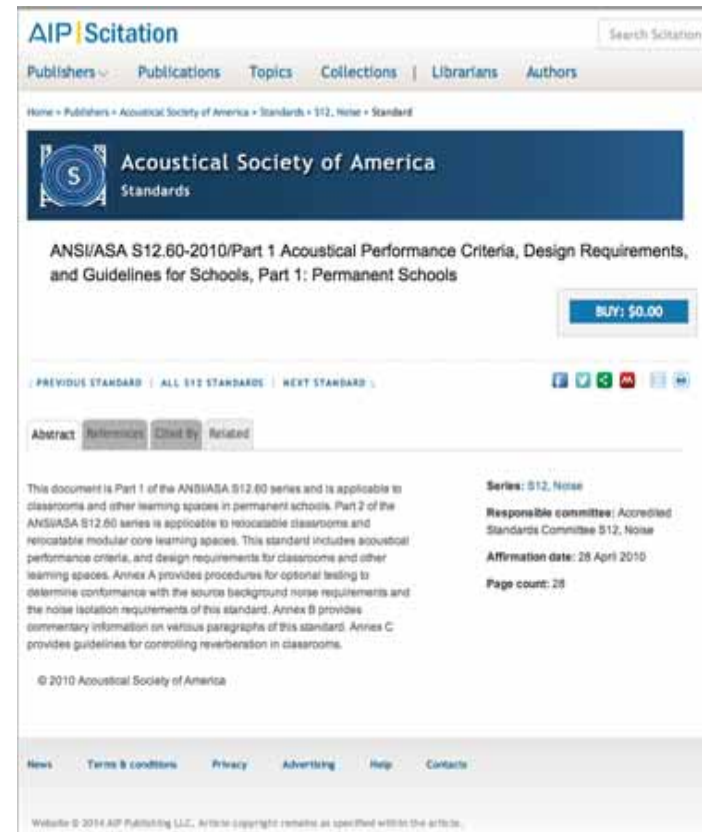 AIP|Scitation
Search Scitation
Publishers Publications Topics Collections | Librarians Authors
Home » Publishers » Acoustical Society of America » Standards » S12, Noise » Standard
S
Acoustical Society of America
Standards
ANSI/ASA S12.60-2010/Part 1 Acoustical Performance Criteria, Design Requirements,
and Guidelines for Schools, Part 1: Permanent Schools
BUY: $0.00
PREVIOUS STANDARD | ALL S12 STANDARDS | NEXT STANDARD
Abstract References Cited By Related
This document is Part 1 of the ANSI/ASA S12.60 series and is applicable to
classrooms and other learning spaces in permanent schools. Part 2 of the
ANSI/ASA S12.60 series is applicable to relocatable classrooms and
relocatable modular core learning spaces. This standard includes acoustical
performance criteria, and design requirements for classrooms and other
learning spaces. Annex A provides procedures for optional testing to
determine conformance with the source background noise requirements and
the noise isolation requirements of this standard. Annex B provides
commentary information on various paragraphs of this standard. Annex C
provides guidelines for controlling reverberation in classrooms.
© 2010 Acoustical Society of America
Series: S12, Noise
Responsible committee: Accredited
Standards Committee S12, Noise
Affirmation date: 28 April 2010
Page count: 28
News Terms & conditions Privacy Advertising Help Contacts
Website © 2014 AIP Publishing LLC. Article copyright remains as specified within the article.